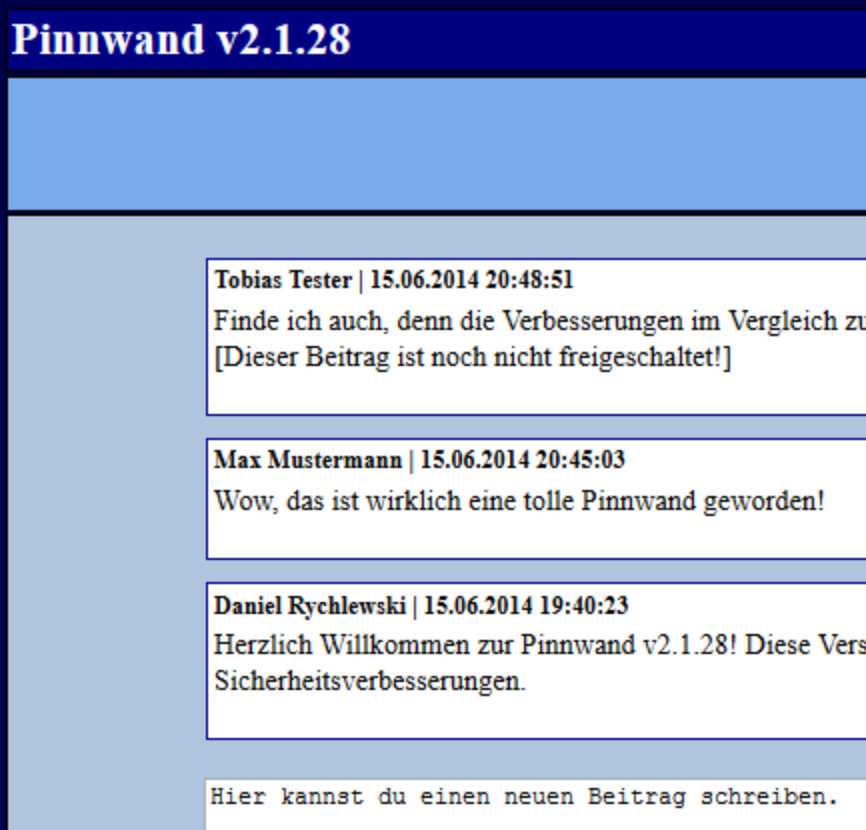 Pinnwand v2.1.28
Tobias Tester | 15.06.2014 20:48:51
Finde ich auch, denn die Verbesserungen im Vergleich zu
[Dieser Beitrag ist noch nicht freigeschaltet!]
Max Mustermann | 15.06.2014 20:45:03
Wow, das ist wirklich eine tolle Pinnwand geworden!
Daniel Rychlewski | 15.06.2014 19:40:23
Herzlich Willkommen zur Pinnwand v2.1.28! Diese Vers
Sicherheitsverbesserungen.
Hier kannst du einen neuen Beitrag schreiben.